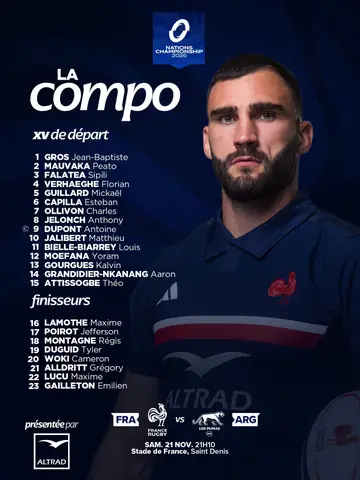 NATIONS
CHAMPIONSHIP
2026
LA
compo
xv de départ
1 GROS Jean-Baptiste
2 MAUVAKA Peato
3 FALATEA Sipili
4 VERHAEGHE Florian
5 GUILLARD Mickaël
6 CAPILLA Esteban
7 OLLIVON Charles
8 JELONCH Anthony
© 9 DUPONT Antoine
10 JALIBERT Matthieu
11 BIELLE-BIARREY Louis
12 MOEFANA Yoram
13 GOURGUES Kalvin
14 GRANDIDIER-NKANANG Aaron
15 ATTISSOGBE Théo
finisseurs
16 LAMOTHE Maxime
17 POIROT Jefferson
18 MONTAGNE Régis
19 DUGUID Tyler
20 WOKI Cameron
21 ALLDRITT Grégory
22 LUCU Maxime
23 GAILLETON Emilien
ALTRAD
présentée par
ALTRAD
FRA
FRANCE
RUGBY
VS
LOS PUMAS
ARG
SAM. 21 NOV. 21H10
Stade de France, Saint Denis